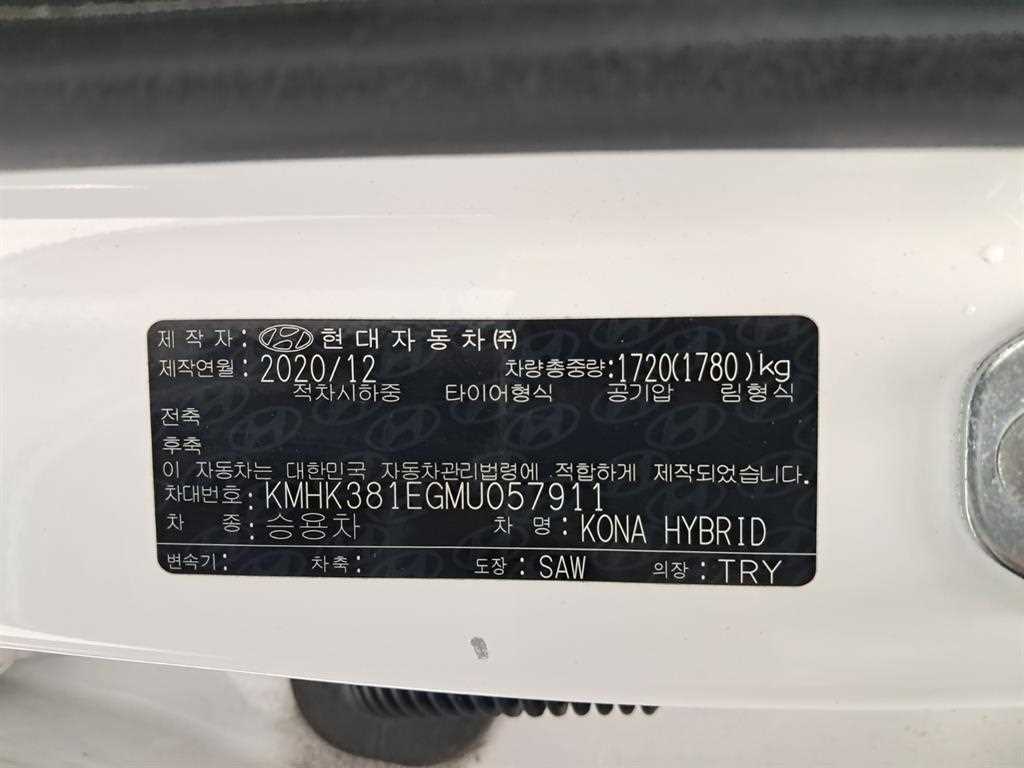 제 작 자 : 현대자동차㈜
제작연월 : 2020/12 차량총중량 : 1720(1780)kg
적차시하중 타이어형식 공기압 림형식
전축
후축
이 자동차는 대한민국 자동차관리법령에 적합하게 제작되었습니다.
차대번호 : KMHK381EGMU057911
차 종 : 승용차 차 명 : KONA HYBRID
변속기 : 차축 : 도장 : SAW 의장 : TRY